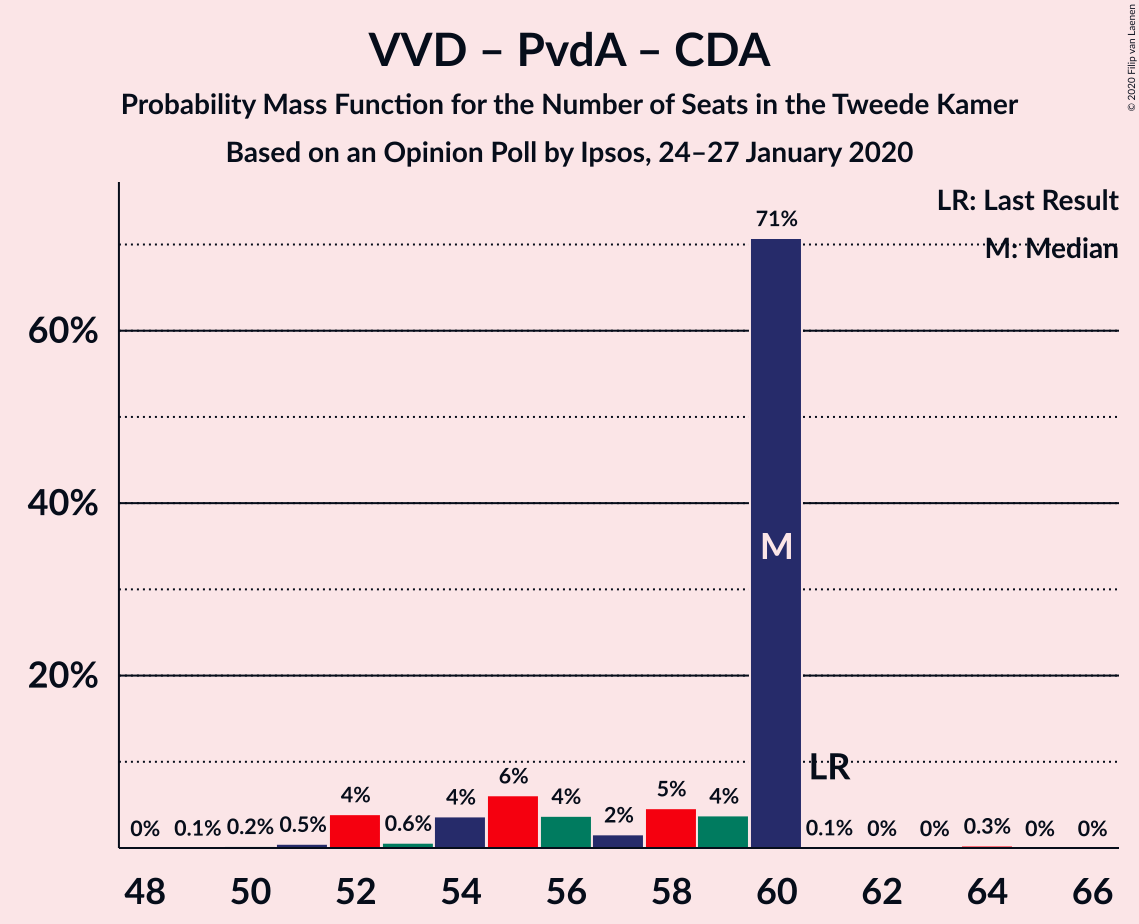 VVD – PvdA – CDA
Probability Mass Function for the Number of Seats in the Tweede Kamer
Based on an Opinion Poll by Ipsos, 24–27 January 2020
© 2020 Filip van Laenen
LR: Last Result
M: Median
60%
40%
20%
0% 0.1% 0.2% 0.5% 4% 0.6% 4% 6% 4% 2% 5% 4% 71% 0.1% 0% 0% 0.3% 0% 0%
M
LR
48 50 52 54 56 58 60 62 64 66